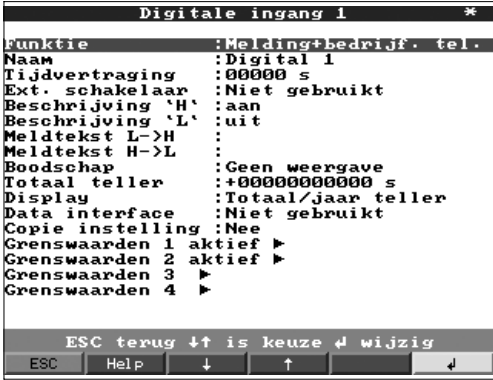 Digitale ingang 1 *
Funktie :Melding+bedrijf. tel.
Naam :Digital 1
Tijdvertraging :00000 s
Ext. schakelaar :Niet gebruikt
Beschrijving 'H' :aan
Beschrijving 'L' :uit
Meldtekst L->H :
Meldtekst H->L :
Boodschap :Geen weergave
Totaal teller :+00000000000 s
Display :Totaal/jaar teller
Data interface :Niet gebruikt
Copie instelling :Nee
Grenswaarden 1 aktief ►
Grenswaarden 2 aktief ►
Grenswaarden 3 ►
Grenswaarden 4 ►
ESC terug ↓↑ is keuze ↲ wijzig
ESC Help ↓ ↑ ↲